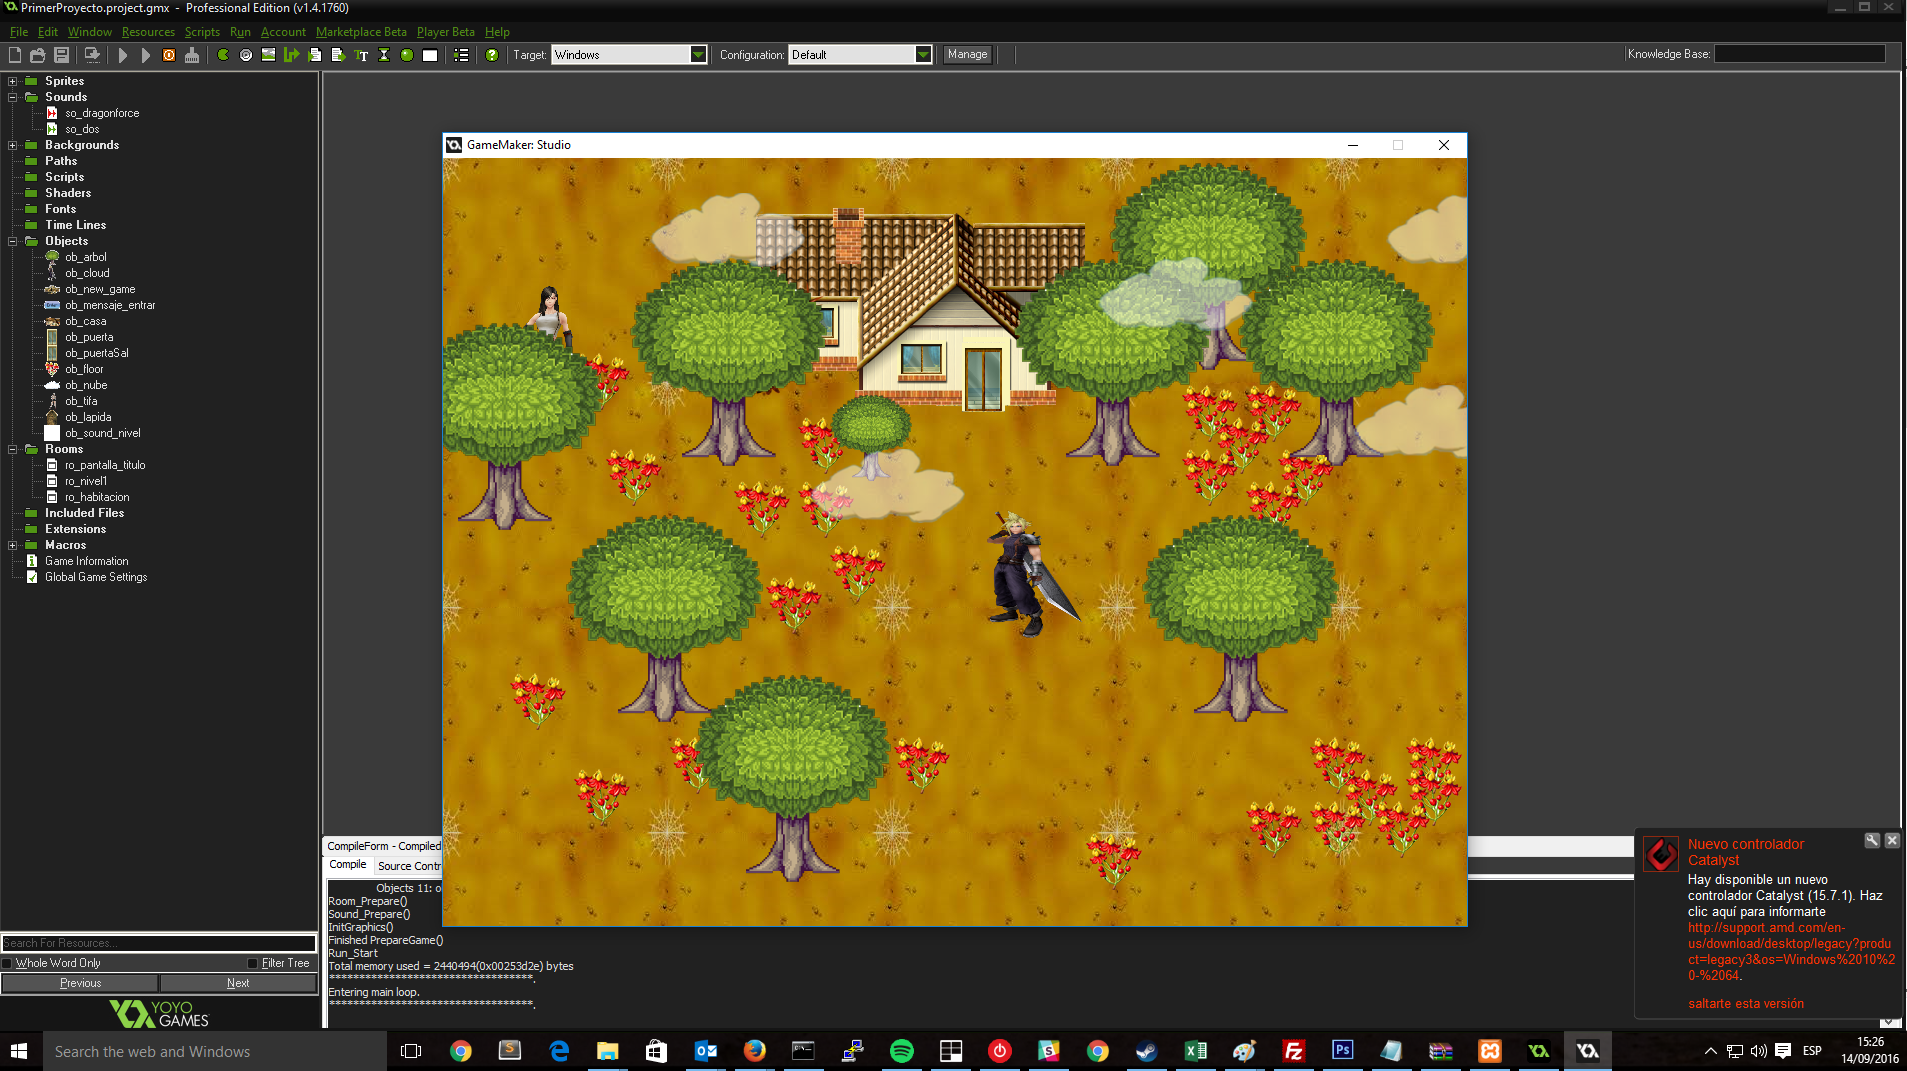 PrimerProyecto.project.gmx - Professional Edition (v1.4.1760)
File Edit Window Resources Scripts Run Account Marketplace Beta Player Beta Help
Target: Windows Configuration: Default Manage Knowledge Base:
Sprites
Sounds
so_dragonforce
so_dos
Backgrounds
Paths
Scripts
Shaders
Fonts
Time Lines
Objects
ob_arbol
ob_cloud
ob_new_game
ob_mensaje_entrar
ob_casa
ob_puerta
ob_puertaSal
ob_floor
ob_nube
ob_tifa
ob_lapida
ob_sound_nivel
Rooms
ro_pantalla_titulo
ro_nivel1
ro_habitacion
Included Files
Extensions
Macros
Game Information
Global Game Settings
Search For Resources...
Whole Word Only Filter Tree
Previous Next
YOYO
GAMES
GameMaker: Studio
CompileForm - Compiled
Compile Source Contr
Objects 11: o
Room_Prepare()
Sound_Prepare()
InitGraphics()
Finished PrepareGame()
Run_Start
Total memory used = 2440494(0x00253d2e) bytes
**********************************.
Entering main loop.
**********************************.
Nuevo controlador
Catalyst
Hay disponible un nuevo
controlador Catalyst (15.7.1). Haz
clic aquí para informarte
http://support.amd.com/en-
us/download/desktop/legacy?produ
ct=legacy3&os=Windows%2010%2
0-%2064.
saltarte esta versión
Search the web and Windows
ESP
15:26
14/09/2016